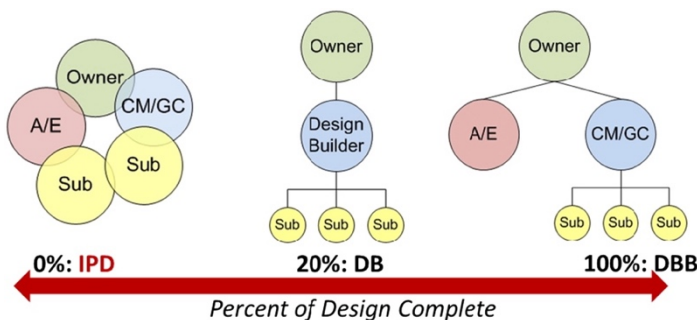 Owner
CM/GC
A/E
Sub
Sub
0%: IPD
Owner
Design
Builder
Sub
Sub
Sub
20%: DB
Owner
A/E
CM/GC
Sub
Sub
Sub
100%: DBB
Percent of Design Complete